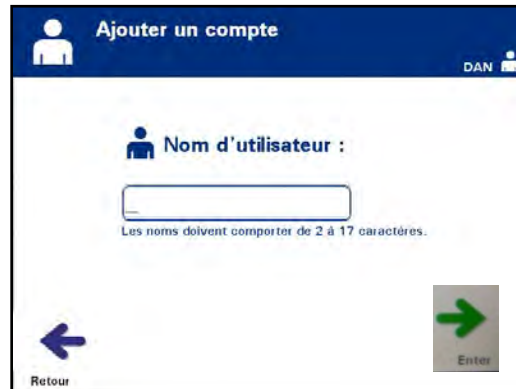 Ajouter un compte
DAN
Nom d'utilisateur :
Les noms doivent comporter de 2 à 17 caractères.
Retour
Enter